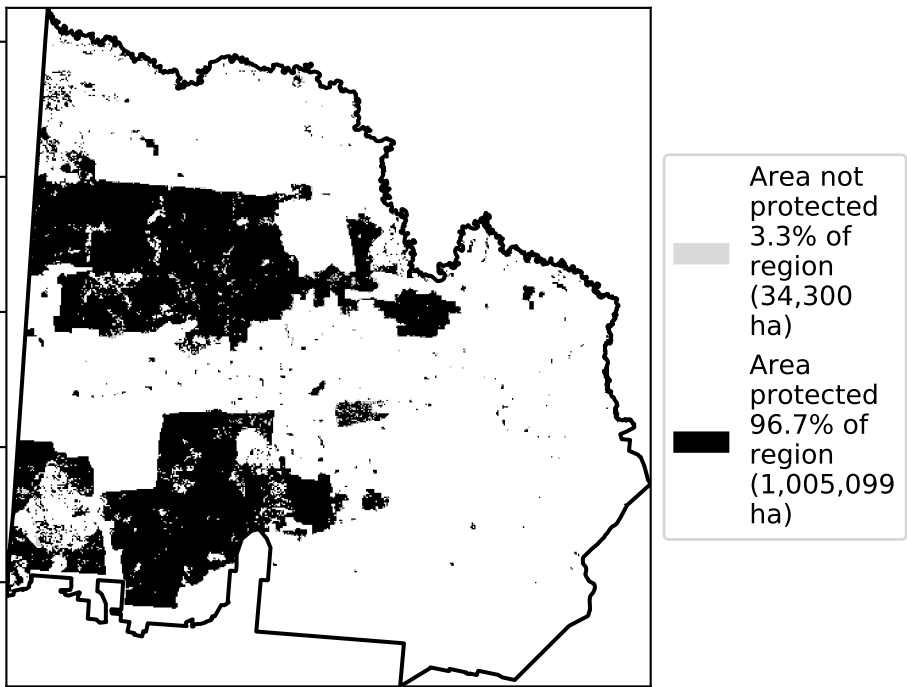 Area not
protected
3.3% of
region
(34,300
ha)
Area
protected
96.7% of
region
(1,005,099
ha)